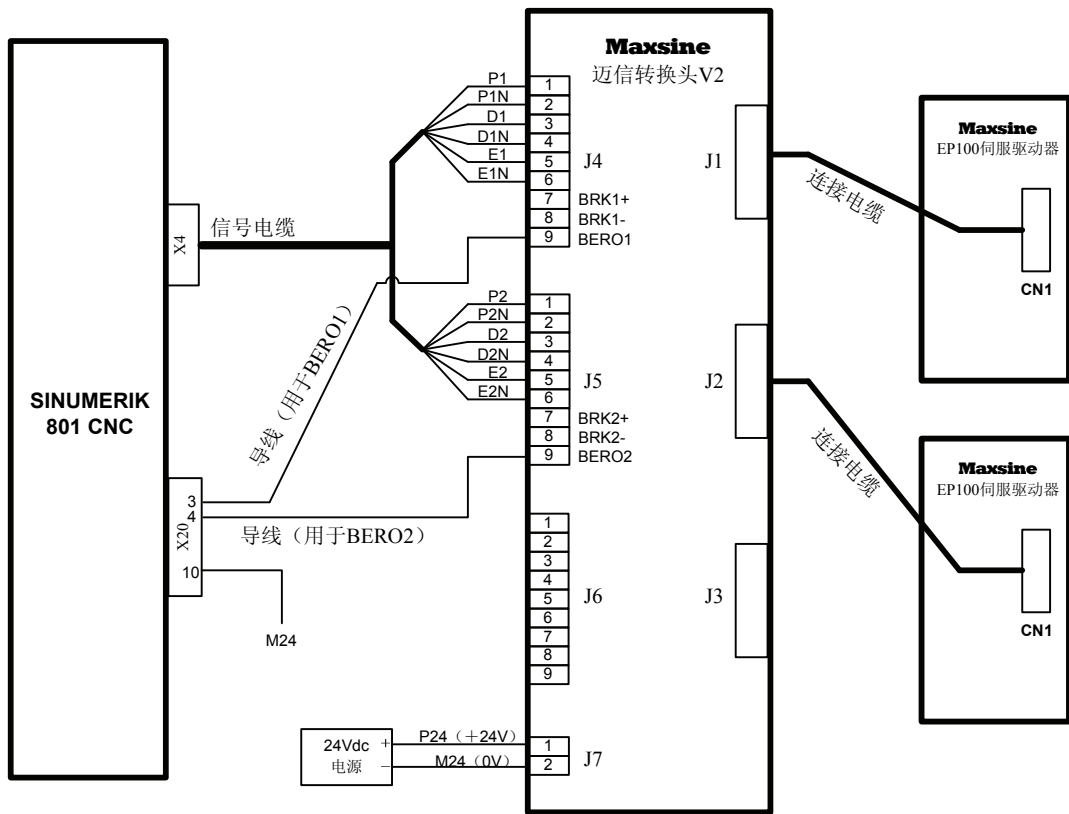 SINUMERIK
801 CNC
X4
信号电缆
X20
3
4
10
导线（用于BERO1）
导线（用于BERO2）
M24
24Vdc
电源
+
−
P24（＋24V）
M24（0V）
Maxsine
迈信转换头V2
P1
P1N
D1
D1N
E1
E1N
1
2
3
4
5
6
7
8
9
J4
BRK1+
BRK1-
BERO1
P2
P2N
D2
D2N
E2
E2N
1
2
3
4
5
6
7
8
9
J5
BRK2+
BRK2-
BERO2
1
2
3
4
5
6
7
8
9
J6
1
2
J7
J1
J2
J3
连接电缆
连接电缆
Maxsine
EP100伺服驱动器
CN1
Maxsine
EP100伺服驱动器
CN1